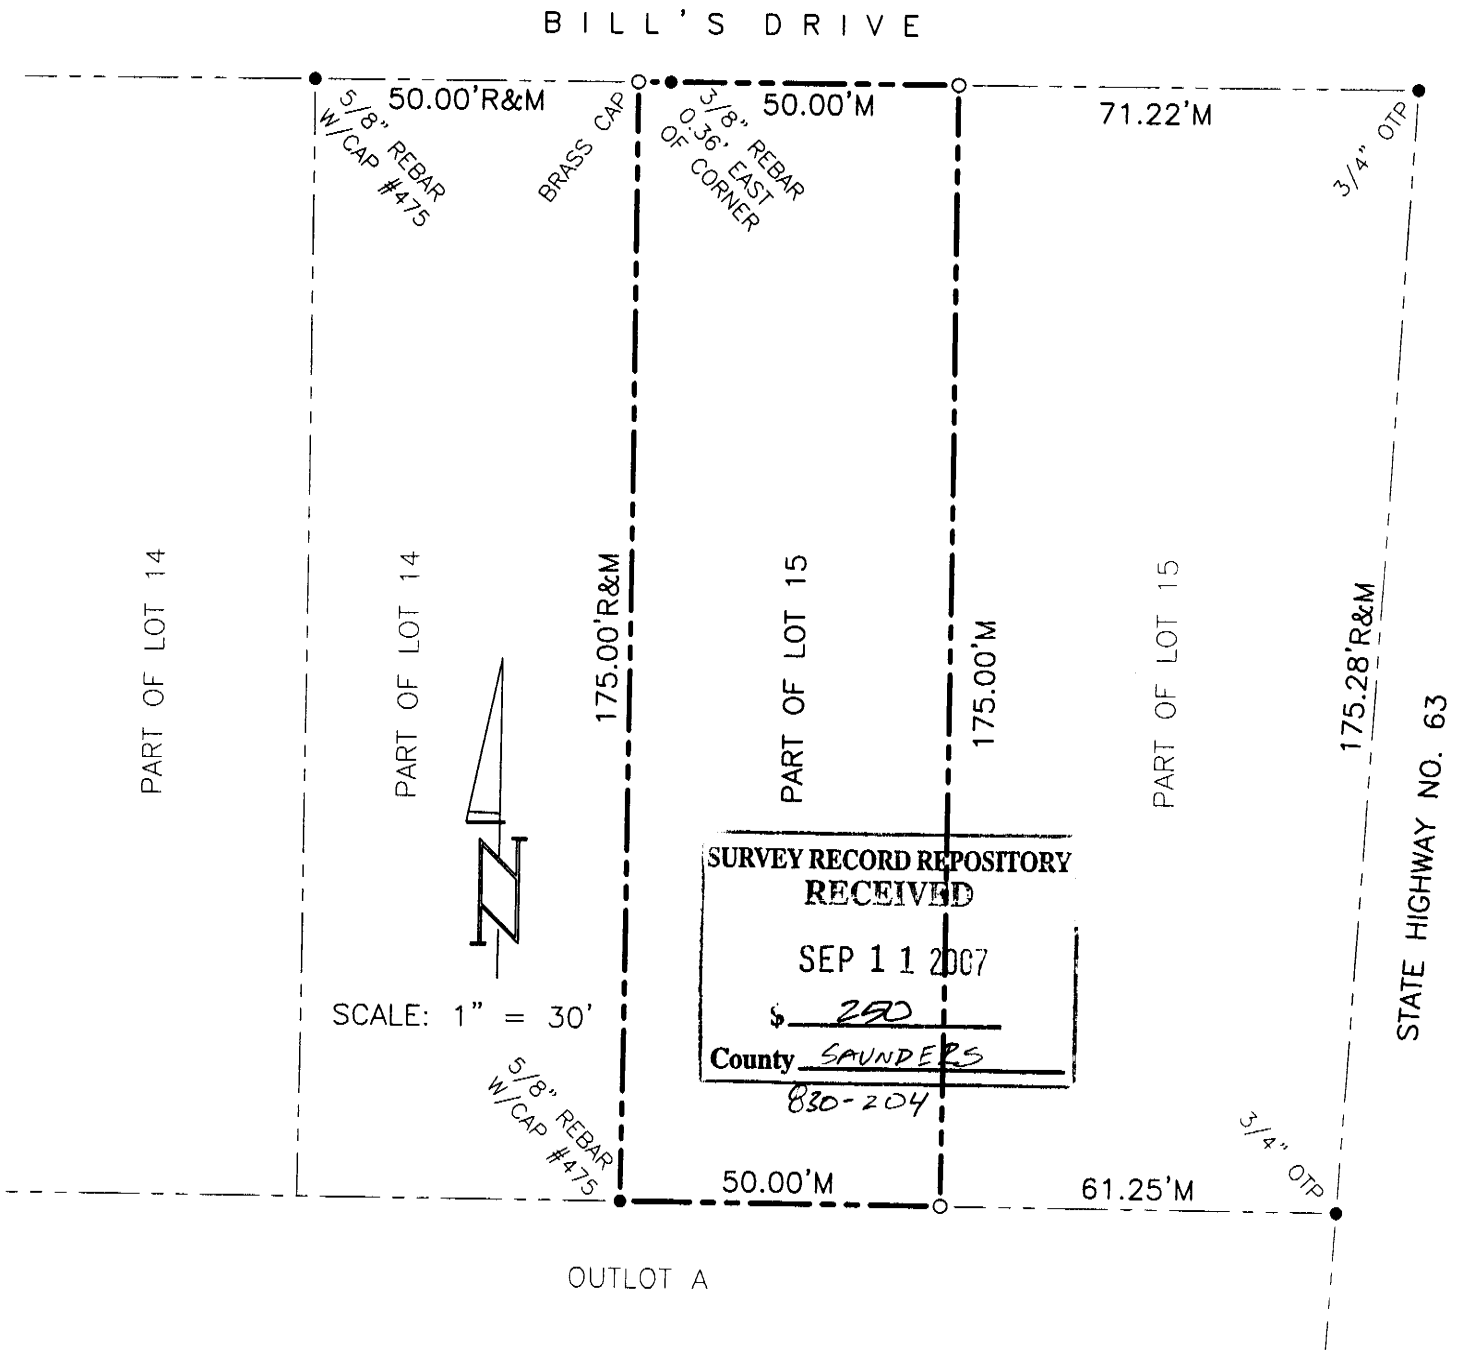 BILL'S DRIVE
50.00'R&M
50.00'M
71.22'M
5/8" REBAR
W/CAP #475
BRASS CAP
3/8" REBAR
0.36' EAST
OF CORNER
3/4" OTP
PART OF LOT 14
PART OF LOT 14
175.00'R&M
PART OF LOT 15
175.00'M
PART OF LOT 15
175.28'R&M
STATE HIGHWAY NO. 63
N
SCALE: 1" = 30'
SURVEY RECORD REPOSITORY
RECEIVED
SEP 11 2007
$ 250
County SAUNDERS
830-204
5/8" REBAR
W/CAP #475
50.00'M
61.25'M
3/4" OTP
OUTLOT A